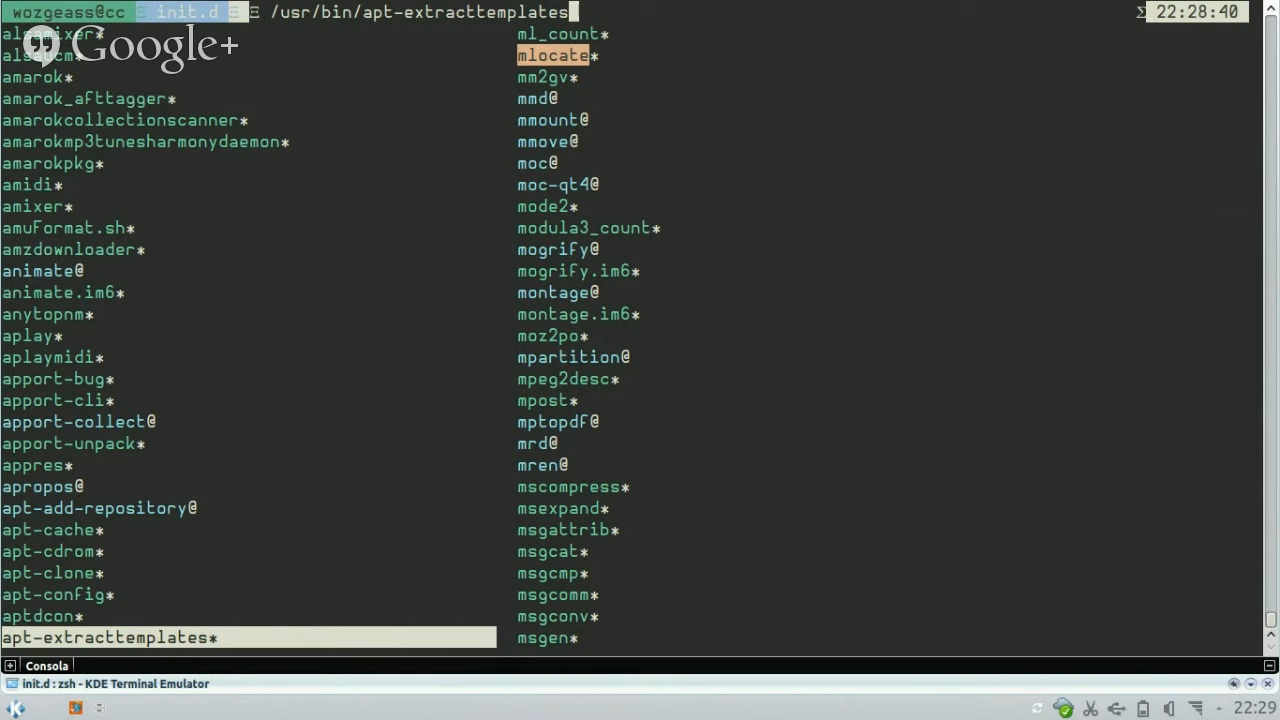 wozgeass@cc Ξ init.d Ξ Ξ /usr/bin/apt-extracttemplates Σ 22:28:40
Google+
alsamixer* ml_count*
alsaucm* mlocate*
amarok* mm2gv*
amarok_afttagger* mmd@
amarokcollectionscanner* mmount@
amarokmp3tunesharmonydaemon* mmove@
amarokpkg* moc@
amidi* moc-qt4@
amixer* mode2*
amuFormat.sh* modula3_count*
amzdownloader* mogrify@
animate@ mogrify.im6*
animate.im6* montage@
anytopnm* montage.im6*
aplay* moz2po*
aplaymidi* mpartition@
apport-bug* mpeg2desc*
apport-cli* mpost*
apport-collect@ mptopdf@
apport-unpack* mrd@
appres* mren@
apropos@ mscompress*
apt-add-repository@ msexpand*
apt-cache* msgattrib*
apt-cdrom* msgcat*
apt-clone* msgcmp*
apt-config* msgcomm*
aptdcon* msgconv*
apt-extracttemplates* msgen*
Consola
init.d : zsh - KDE Terminal Emulator
22:29